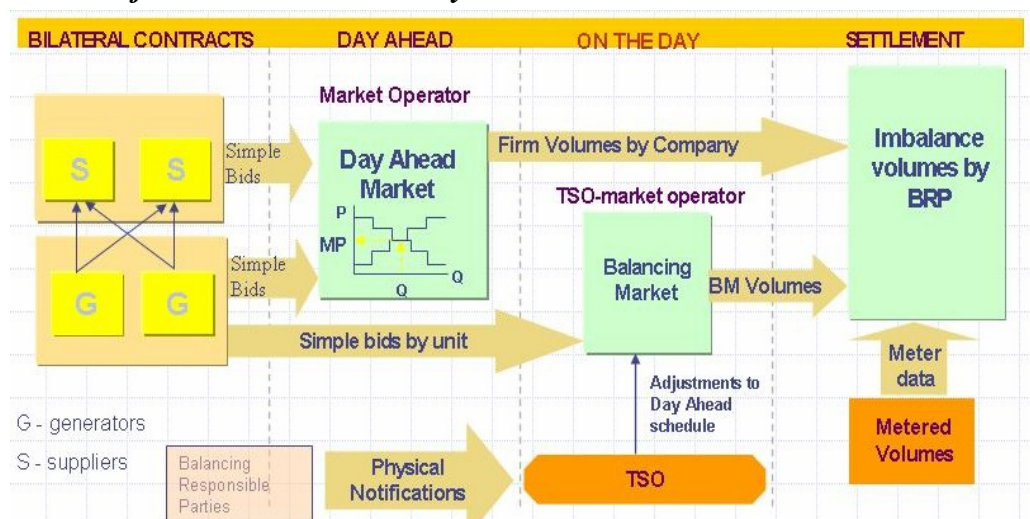 BILATERAL CONTRACTS
DAY AHEAD
ON THE DAY
SETTLEMENT
Market Operator
S
S
Simple
Bids
Day Ahead
Market
P
MP
Q
Q
Firm Volumes by Company
Imbalance
volumes by
BRP
TSO-market operator
G
G
Simple
Bids
Balancing
Market
BM Volumes
Simple bids by unit
Meter
data
Adjustments to
Day Ahead
schedule
G - generators
S - suppliers
Balancing
Responsible
Parties
Physical
Notifications
TSO
Metered
Volumes